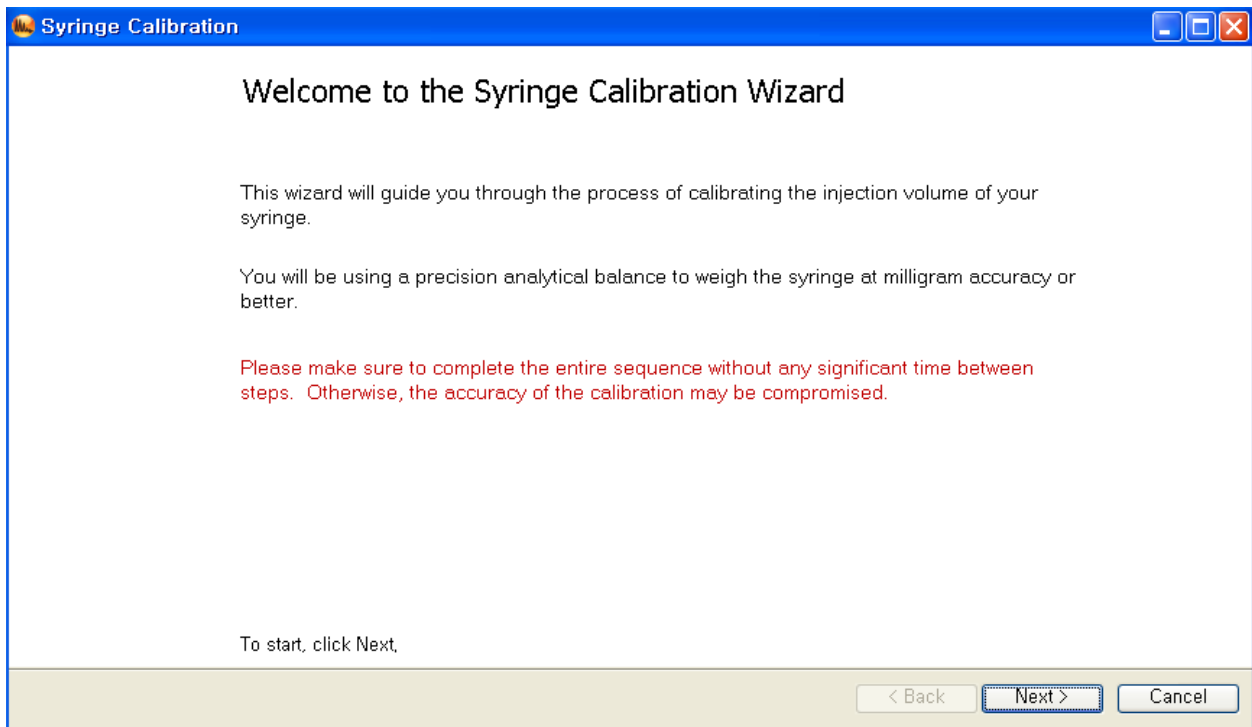 Syringe Calibration
Welcome to the Syringe Calibration Wizard
This wizard will guide you through the process of calibrating the injection volume of your
syringe.
You will be using a precision analytical balance to weigh the syringe at milligram accuracy or
better.
Please make sure to complete the entire sequence without any significant time between
steps.  Otherwise, the accuracy of the calibration may be compromised.
To start, click Next,
< Back Next > Cancel